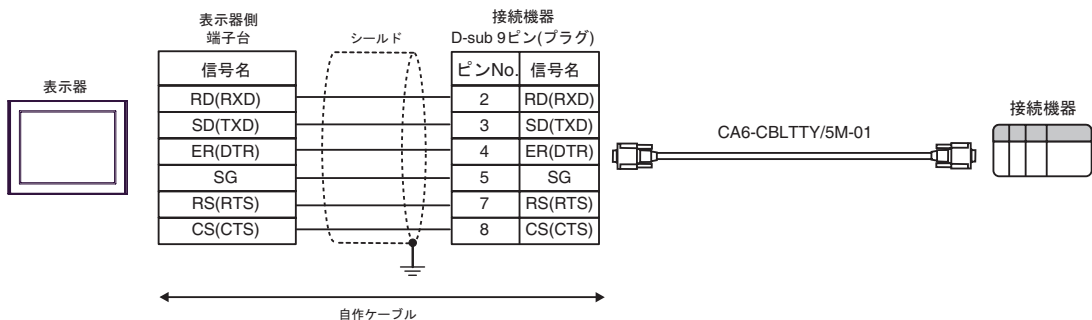 表示器
表示器側
端子台
シールド
接続機器
D-sub 9ピン(プラグ)
信号名
ピンNo. 信号名
RD(RXD) 2 RD(RXD)
SD(TXD) 3 SD(TXD)
ER(DTR) 4 ER(DTR)
SG 5 SG
RS(RTS) 7 RS(RTS)
CS(CTS) 8 CS(CTS)
自作ケーブル
CA6-CBLTTY/5M-01
接続機器